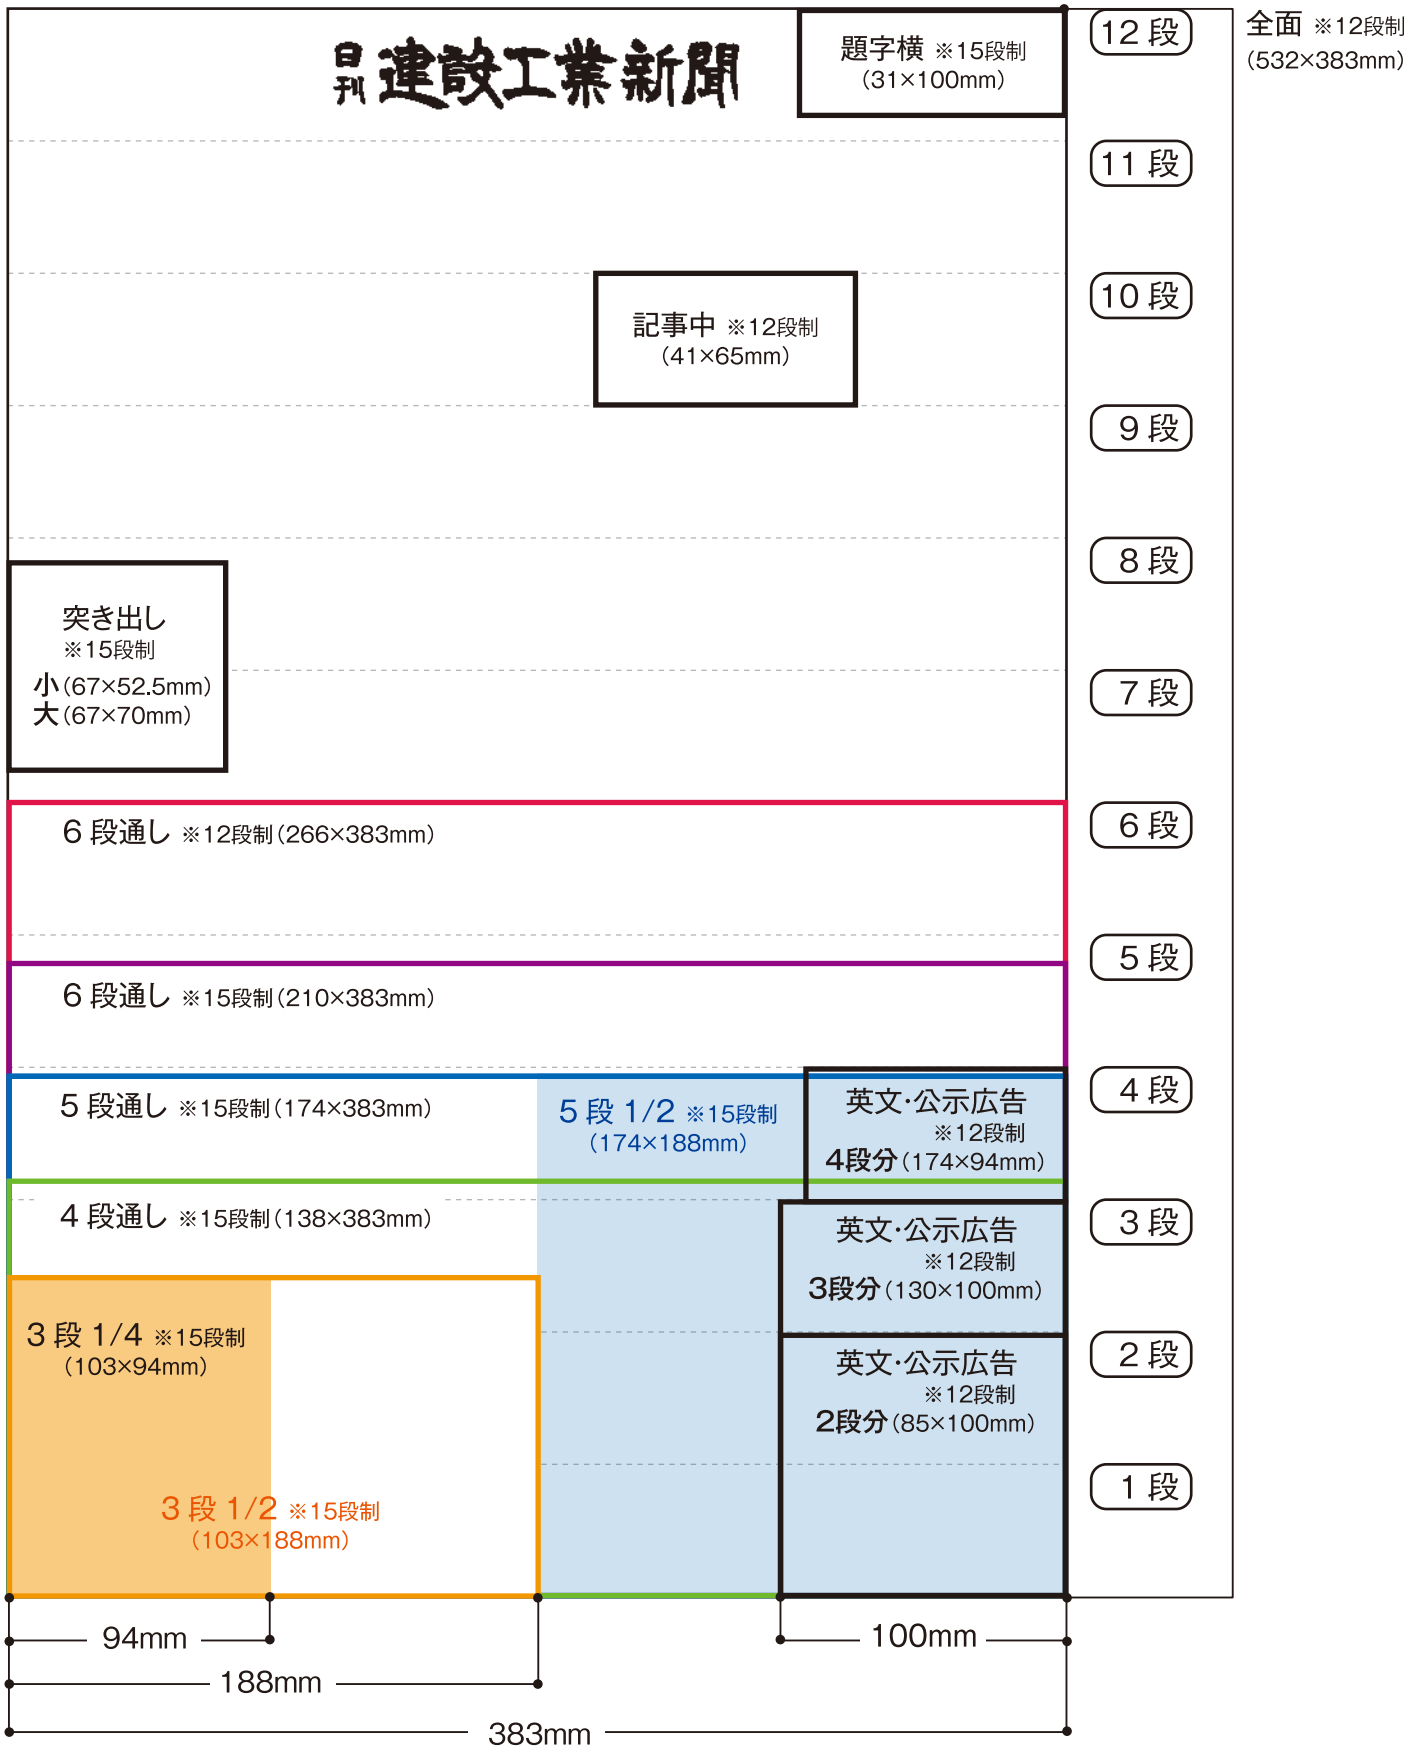 日刊 建設工業新聞
題字横 ※15段制
(31×100mm)
12 段
全面 ※12段制
(532×383mm)
11 段
10 段
記事中 ※12段制
(41×65mm)
9 段
8 段
突き出し
※15段制
小(67×52.5mm)
大(67×70mm)
7 段
6 段通し ※12段制(266×383mm)
6 段
5 段
6 段通し ※15段制(210×383mm)
5 段通し ※15段制(174×383mm)
5 段 1/2 ※15段制
(174×188mm)
英文・公示広告
※12段制
4段分(174×94mm)
4 段
4 段通し ※15段制(138×383mm)
英文・公示広告
※12段制
3段分(130×100mm)
3 段
3 段 1/4 ※15段制
(103×94mm)
英文・公示広告
※12段制
2段分(85×100mm)
2 段
3 段 1/2 ※15段制
(103×188mm)
1 段
94mm
100mm
188mm
383mm